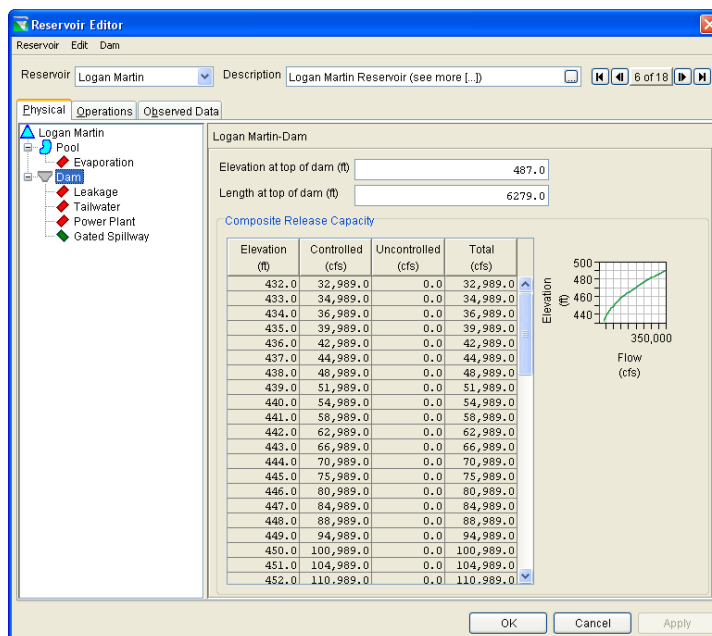 Reservoir Editor
Reservoir Edit Dam
Reservoir Logan Martin Description Logan Martin Reservoir (see more [...]) ... 6 of 18
Physical Operations Observed Data
Logan Martin
Pool
Evaporation
Dam
Leakage
Tailwater
Power Plant
Gated Spillway
Logan Martin-Dam
Elevation at top of dam (ft) 487.0
Length at top of dam (ft) 6279.0
Composite Release Capacity
Elevation Controlled Uncontrolled Total
(ft) (cfs) (cfs) (cfs)
432.0 32,989.0 0.0 32,989.0
433.0 34,989.0 0.0 34,989.0
434.0 36,989.0 0.0 36,989.0
435.0 39,989.0 0.0 39,989.0
436.0 42,989.0 0.0 42,989.0
437.0 44,989.0 0.0 44,989.0
438.0 48,989.0 0.0 48,989.0
439.0 51,989.0 0.0 51,989.0
440.0 54,989.0 0.0 54,989.0
441.0 58,989.0 0.0 58,989.0
442.0 62,989.0 0.0 62,989.0
443.0 66,989.0 0.0 66,989.0
444.0 70,989.0 0.0 70,989.0
445.0 75,989.0 0.0 75,989.0
446.0 80,989.0 0.0 80,989.0
447.0 84,989.0 0.0 84,989.0
448.0 88,989.0 0.0 88,989.0
449.0 94,989.0 0.0 94,989.0
450.0 100,989.0 0.0 100,989.0
451.0 104,989.0 0.0 104,989.0
452.0 110,989.0 0.0 110,989.0
Elevation
(ft)
500
480
460
440
350,000
Flow
(cfs)
OK Cancel Apply